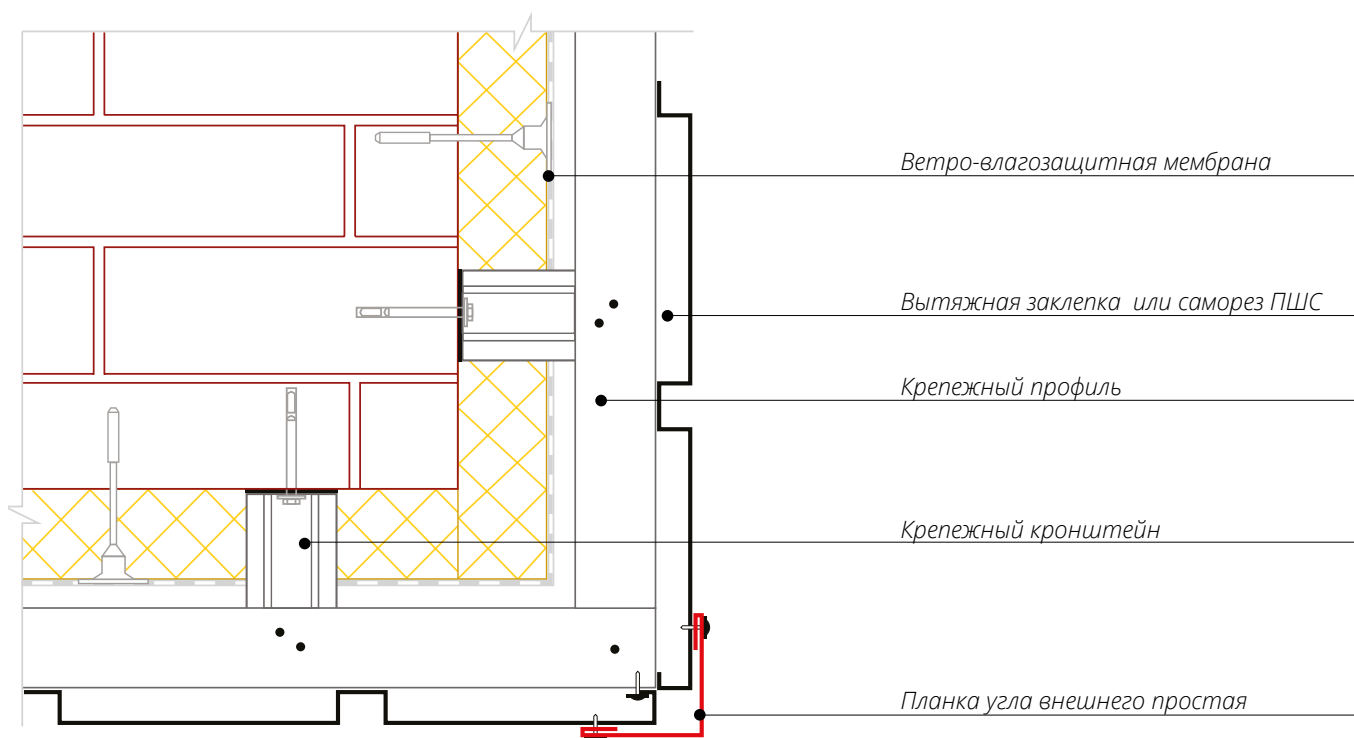 Ветро-влагозащитная мембрана
Вытяжная заклепка или саморез ПШС
Крепежный профиль
Крепежный кронштейн
Планка угла внешнего простая